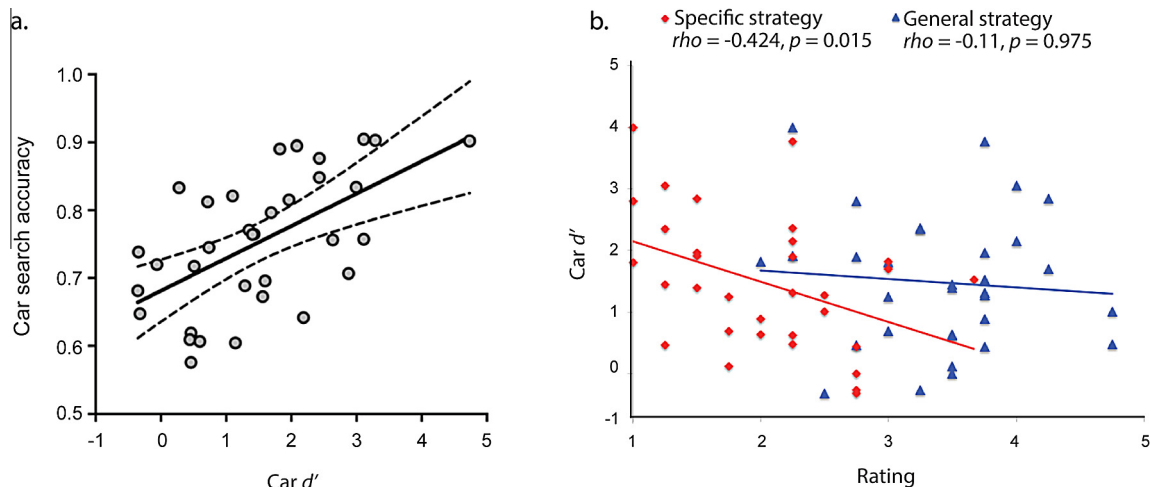 a.
1.0
0.9
0.8
0.7
0.6
0.5
-1
0
1
2
3
4
5
Car search accuracy
Car d′
b.
Specific strategy
rho = -0.424, p = 0.015
General strategy
rho = -0.11, p = 0.975
5
4
3
2
1
0
-1
1
2
3
4
5
Car d′
Rating